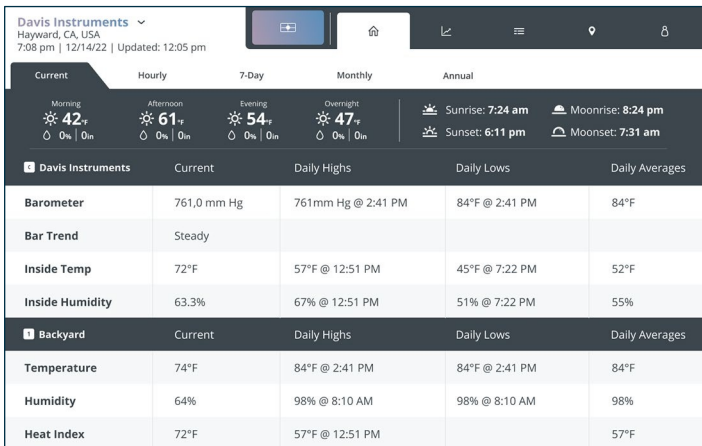 Davis Instruments
Hayward, CA, USA
7:08 pm | 12/14/22 | Updated: 12:05 pm
Current Hourly 7-Day Monthly Annual
Morning Afternoon Evening Overnight
42°F 61°F 54°F 47°F
0% | 0in 0% | 0in 0% | 0in 0% | 0in
Sunrise: 7:24 am Moonrise: 8:24 pm
Sunset: 6:11 pm Moonset: 7:31 am
C Davis Instruments Current Daily Highs Daily Lows Daily Averages
Barometer 761,0 mm Hg 761mm Hg @ 2:41 PM 84°F @ 2:41 PM 84°F
Bar Trend Steady
Inside Temp 72°F 57°F @ 12:51 PM 45°F @ 7:22 PM 52°F
Inside Humidity 63.3% 67% @ 12:51 PM 51% @ 7:22 PM 55%
1 Backyard Current Daily Highs Daily Lows Daily Averages
Temperature 74°F 84°F @ 2:41 PM 84°F @ 2:41 PM 84°F
Humidity 64% 98% @ 8:10 AM 98% @ 8:10 AM 98%
Heat Index 72°F 57°F @ 12:51 PM 57°F